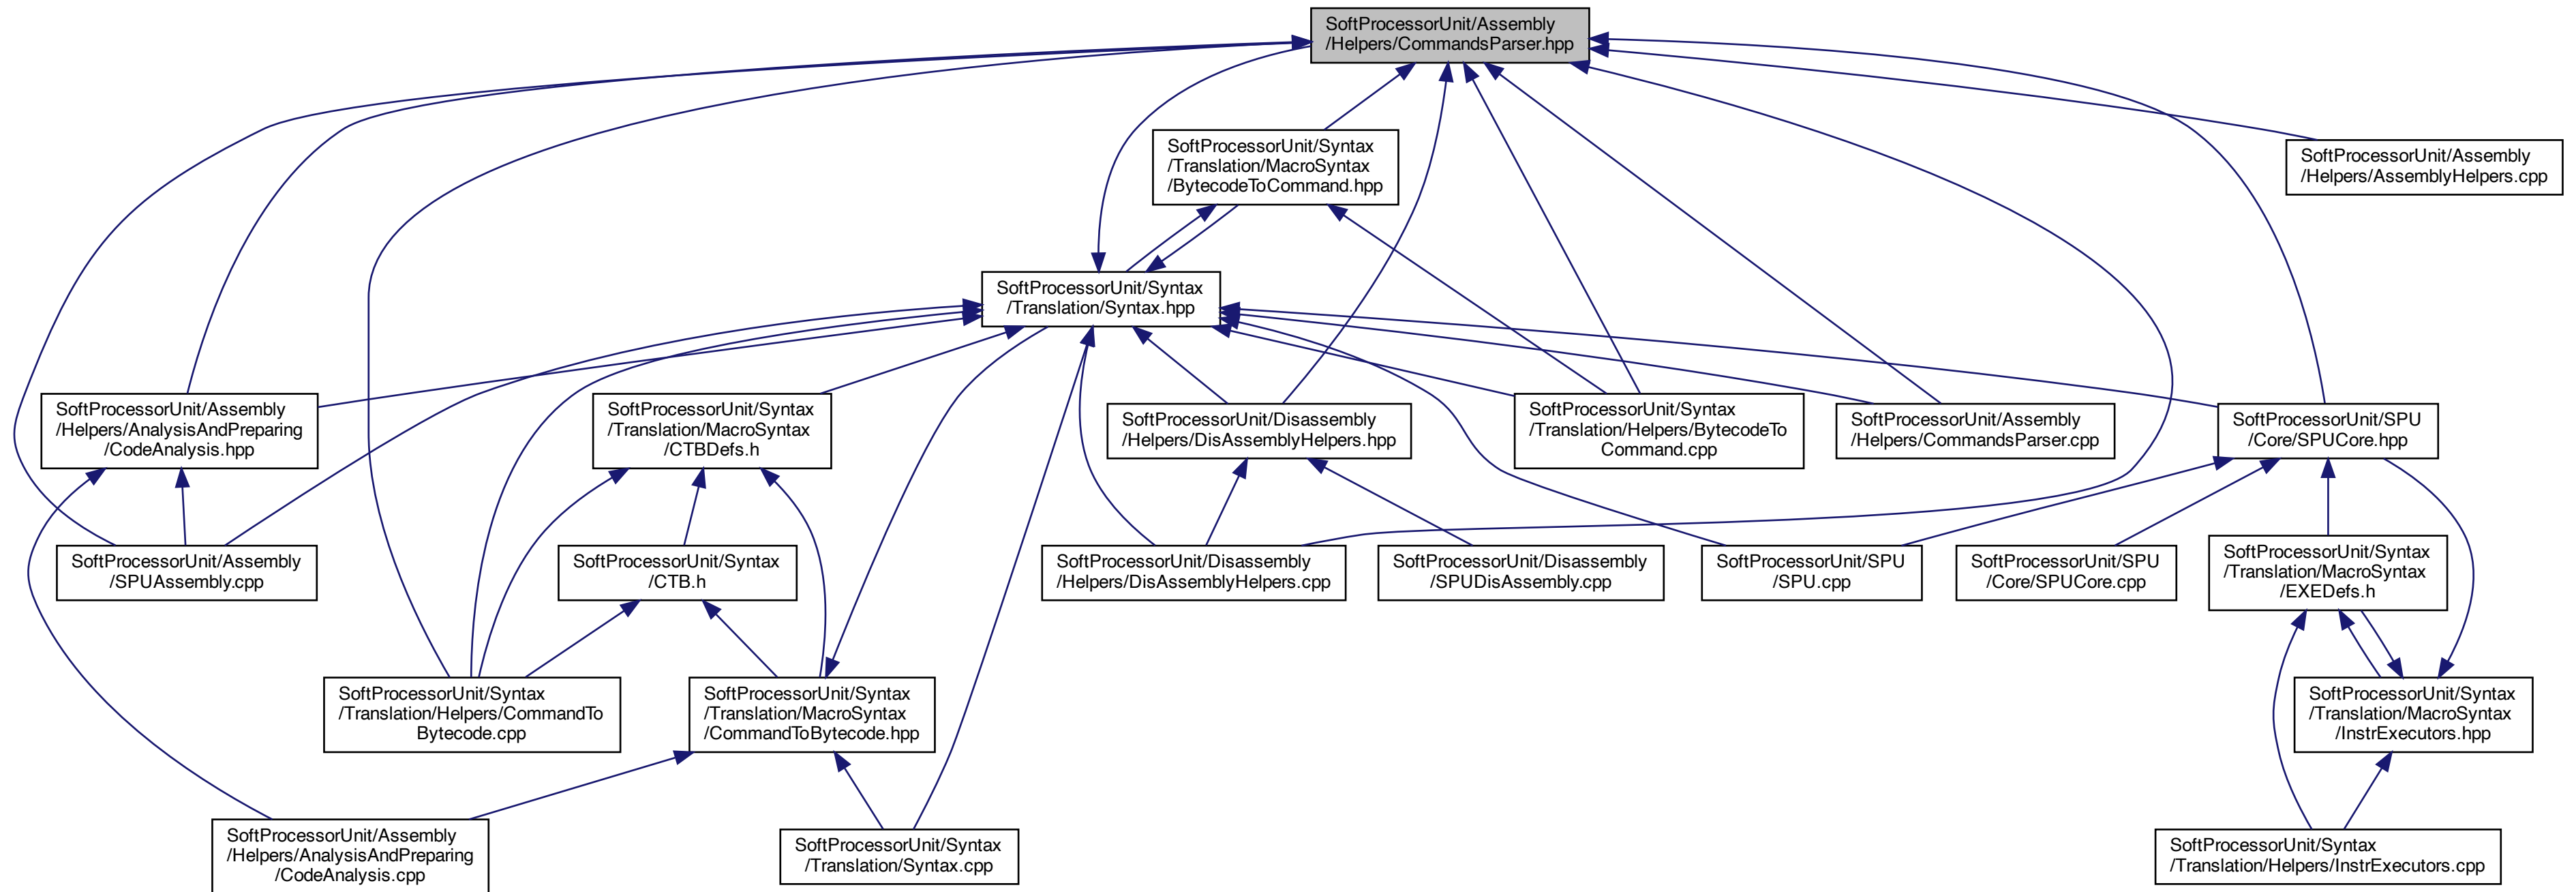 SoftProcessorUnit/Assembly
/Helpers/CommandsParser.hpp
SoftProcessorUnit/Syntax
/Translation/MacroSyntax
/BytecodeToCommand.hpp
SoftProcessorUnit/Assembly
/Helpers/AssemblyHelpers.cpp
SoftProcessorUnit/Syntax
/Translation/Syntax.hpp
SoftProcessorUnit/Assembly
/Helpers/AnalysisAndPreparing
/CodeAnalysis.hpp
SoftProcessorUnit/Syntax
/Translation/MacroSyntax
/CTBDefs.h
SoftProcessorUnit/Disassembly
/Helpers/DisAssemblyHelpers.hpp
SoftProcessorUnit/Syntax
/Translation/Helpers/BytecodeTo
Command.cpp
SoftProcessorUnit/Assembly
/Helpers/CommandsParser.cpp
SoftProcessorUnit/SPU
/Core/SPUCore.hpp
SoftProcessorUnit/Assembly
/SPUAssembly.cpp
SoftProcessorUnit/Syntax
/CTB.h
SoftProcessorUnit/Disassembly
/Helpers/DisAssemblyHelpers.cpp
SoftProcessorUnit/Disassembly
/SPUDisAssembly.cpp
SoftProcessorUnit/SPU
/SPU.cpp
SoftProcessorUnit/SPU
/Core/SPUCore.cpp
SoftProcessorUnit/Syntax
/Translation/MacroSyntax
/EXEDefs.h
SoftProcessorUnit/Syntax
/Translation/Helpers/CommandTo
Bytecode.cpp
SoftProcessorUnit/Syntax
/Translation/MacroSyntax
/CommandToBytecode.hpp
SoftProcessorUnit/Syntax
/Translation/MacroSyntax
/InstrExecutors.hpp
SoftProcessorUnit/Assembly
/Helpers/AnalysisAndPreparing
/CodeAnalysis.cpp
SoftProcessorUnit/Syntax
/Translation/Syntax.cpp
SoftProcessorUnit/Syntax
/Translation/Helpers/InstrExecutors.cpp